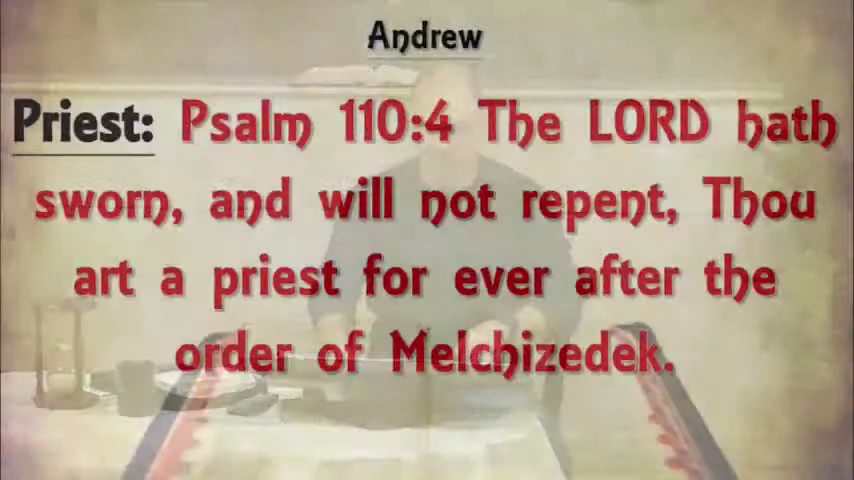 Andrew
Priest: Psalm 110:4 The LORD hath
sworn, and will not repent, Thou
art a priest for ever after the
order of Melchizedek.